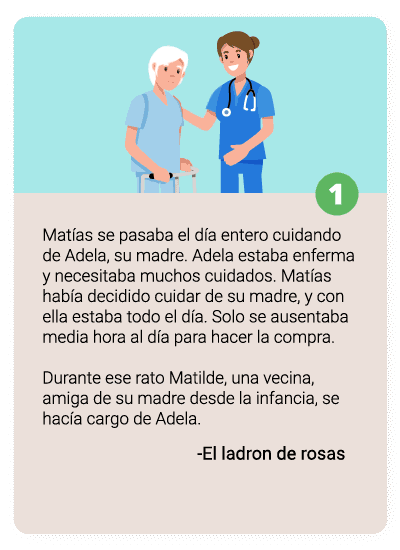 1
Matías se pasaba el día entero cuidando
de Adela, su madre. Adela estaba enferma
y necesitaba muchos cuidados. Matías
había decidido cuidar de su madre, y con
ella estaba todo el día. Solo se ausentaba
media hora al día para hacer la compra.
Durante ese rato Matilde, una vecina,
amiga de su madre desde la infancia, se
hacía cargo de Adela.
-El ladron de rosas